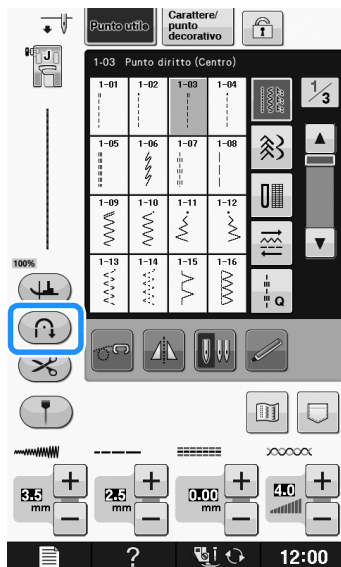 Punto utile
Carattere/
punto
decorativo
J
1-03 Punto diritto (Centro)
1-01 1-02 1-03 1-04
1/3
1-05 1-06 1-07 1-08
1-09 1-10 1-11 1-12
1-13 1-14 1-15 1-16
100%
Q
3.5 mm
2.5 mm
0.00 mm
4.0
? 12:00